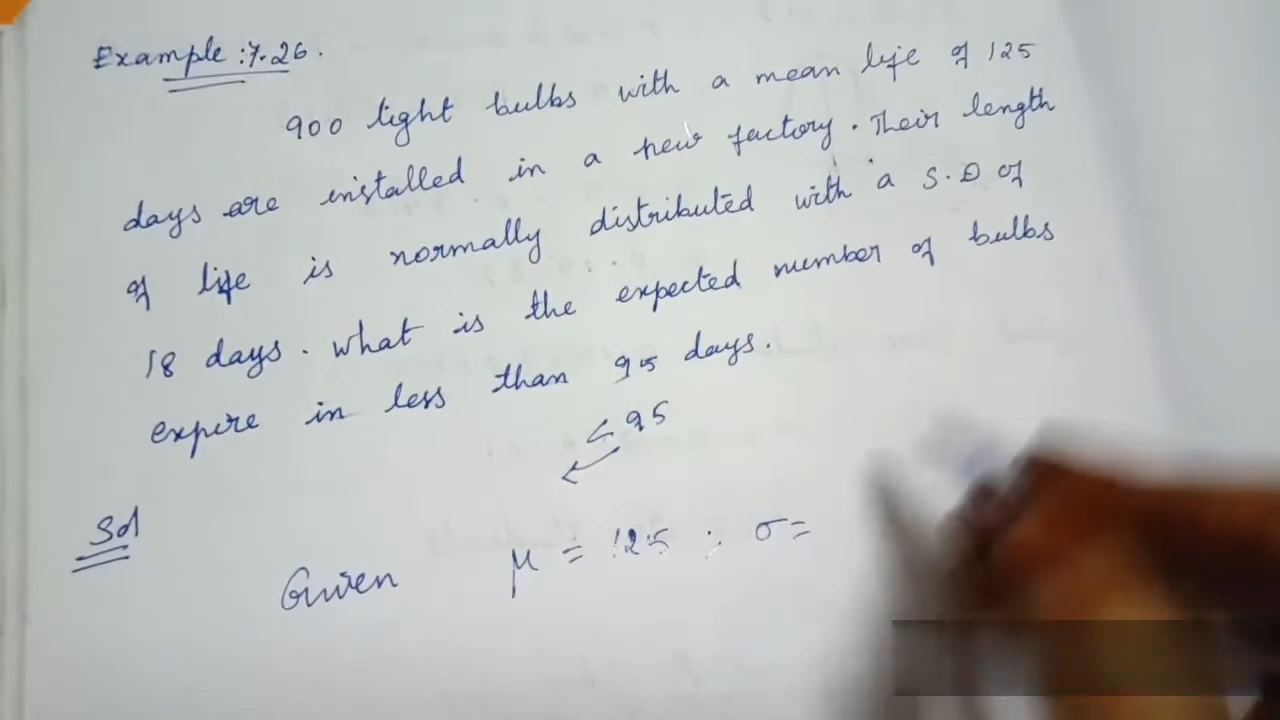 Example : 7.26.
900 light bulbs with a mean life of 125
days are installed in a new factory. Their length
of life is normally distributed with a S.D of
18 days. What is the expected number of bulbs
expire in less than 95 days.
< 95
Sol
Given μ = 125 ; σ =